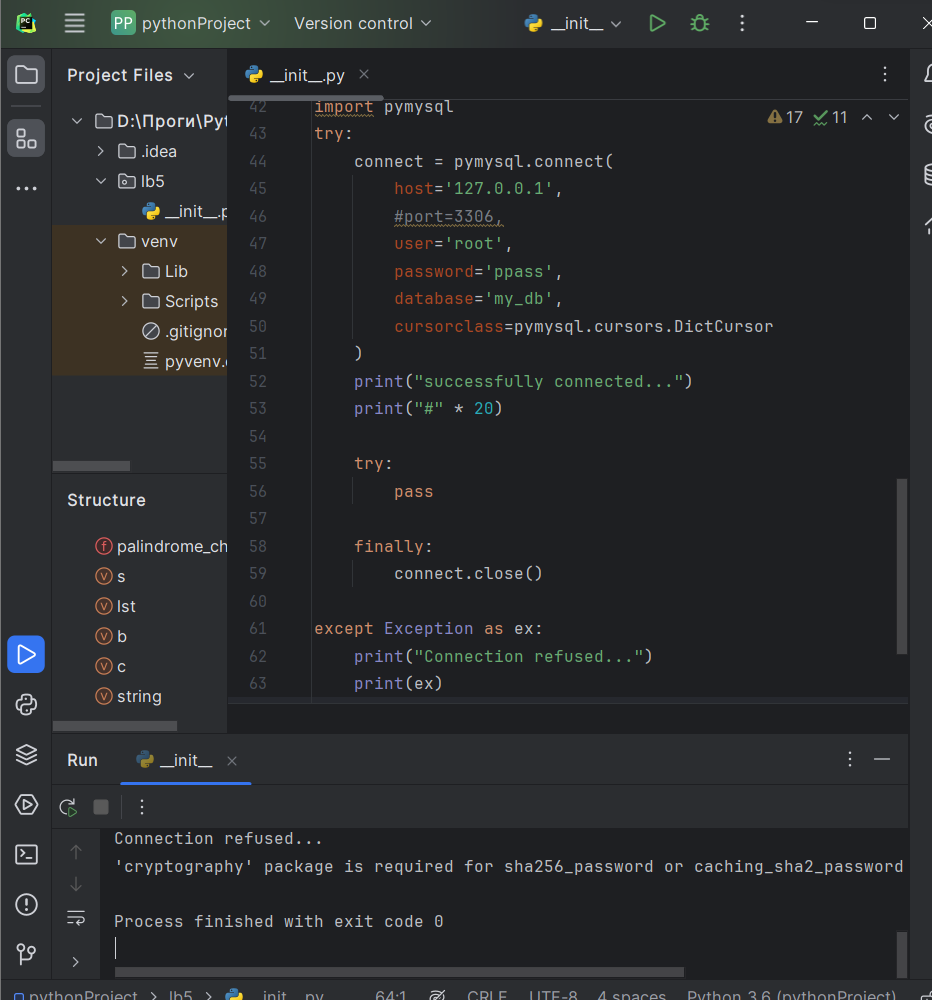 PP pythonProject Version control __init__
Project Files
__init__.py
D:\Проги\Pyt
.idea
lb5
__init__.p
venv
Lib
Scripts
.gitignor
pyvenv.
Structure
palindrome_ch
s
lst
b
c
string
17 11
42 import pymysql
43 try:
44 connect = pymysql.connect(
45 host='127.0.0.1',
46 #port=3306,
47 user='root',
48 password='ppass',
49 database='my_db',
50 cursorclass=pymysql.cursors.DictCursor
51 )
52 print("successfully connected...")
53 print("#" * 20)
54
55 try:
56 pass
57
58 finally:
59 connect.close()
60
61 except Exception as ex:
62 print("Connection refused...")
63 print(ex)
Run __init__
Connection refused...
'cryptography' package is required for sha256_password or caching_sha2_password
Process finished with exit code 0
pythonProject > lb5 > __init__.py 64:1 CRLF UTF-8 4 spaces Python 3.6 (pythonProject)